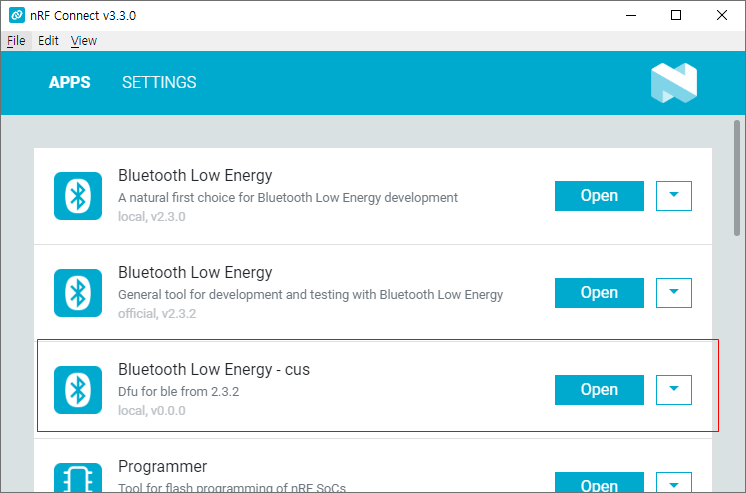 nRF Connect v3.3.0
File Edit View
APPS SETTINGS
Bluetooth Low Energy
A natural first choice for Bluetooth Low Energy development
local, v2.3.0
Open
Bluetooth Low Energy
General tool for development and testing with Bluetooth Low Energy
official, v2.3.2
Open
Bluetooth Low Energy - cus
Dfu for ble from 2.3.2
local, v0.0.0
Open
Programmer
Tool for flash programming of nRF SoCs
Open